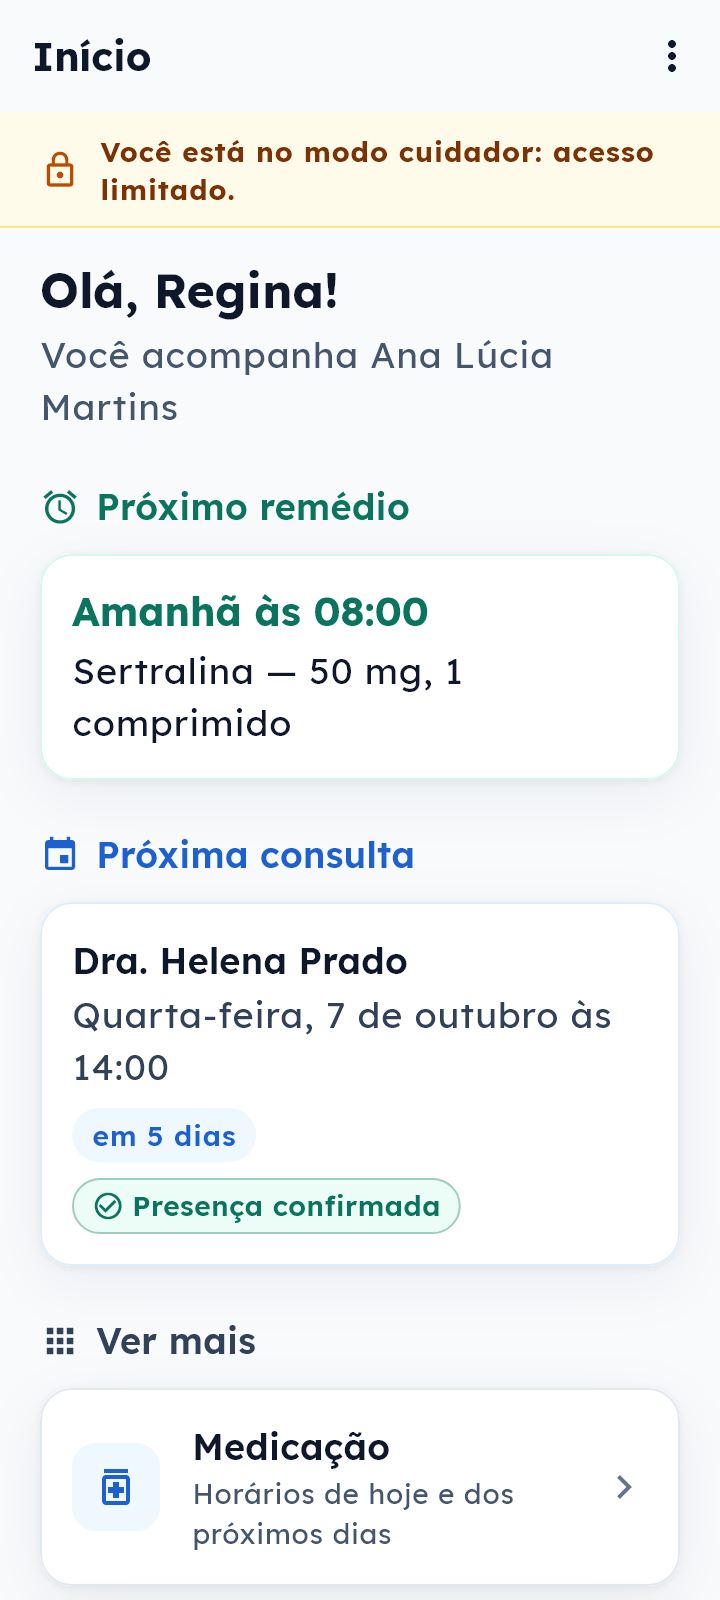 Início
Você está no modo cuidador: acesso
limitado.
Olá, Regina!
Você acompanha Ana Lúcia
Martins
Próximo remédio
Amanhã às 08:00
Sertralina — 50 mg, 1
comprimido
Próxima consulta
Dra. Helena Prado
Quarta-feira, 7 de outubro às
14:00
em 5 dias
Presença confirmada
Ver mais
Medicação
Horários de hoje e dos
próximos dias